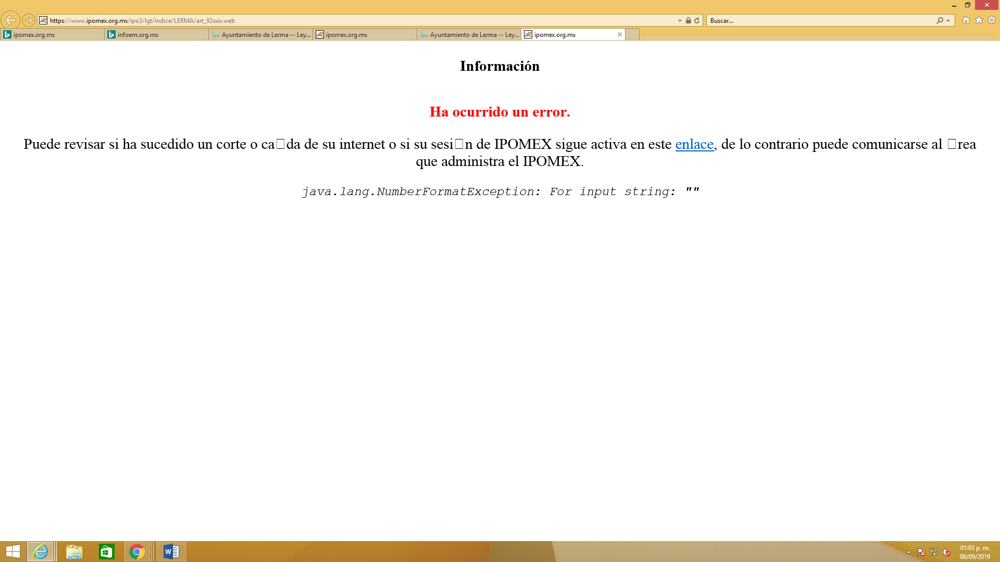 https://www.ipomex.org.mx/ipo3/lgt/indice/LERMA/art_92xxix.web
Buscar...
ipomex.org.mx
infoem.org.mx
Ayuntamiento de Lerma -- Ley...
ipomex.org.mx
Ayuntamiento de Lerma -- Ley...
ipomex.org.mx
Información
Ha ocurrido un error.
Puede revisar si ha sucedido un corte o ca□da de su internet o si su sesi□n de IPOMEX sigue activa en este enlace, de lo contrario puede comunicarse al □rea
que administra el IPOMEX.
java.lang.NumberFormatException: For input string: ""
01:03 p. m.
06/09/2019